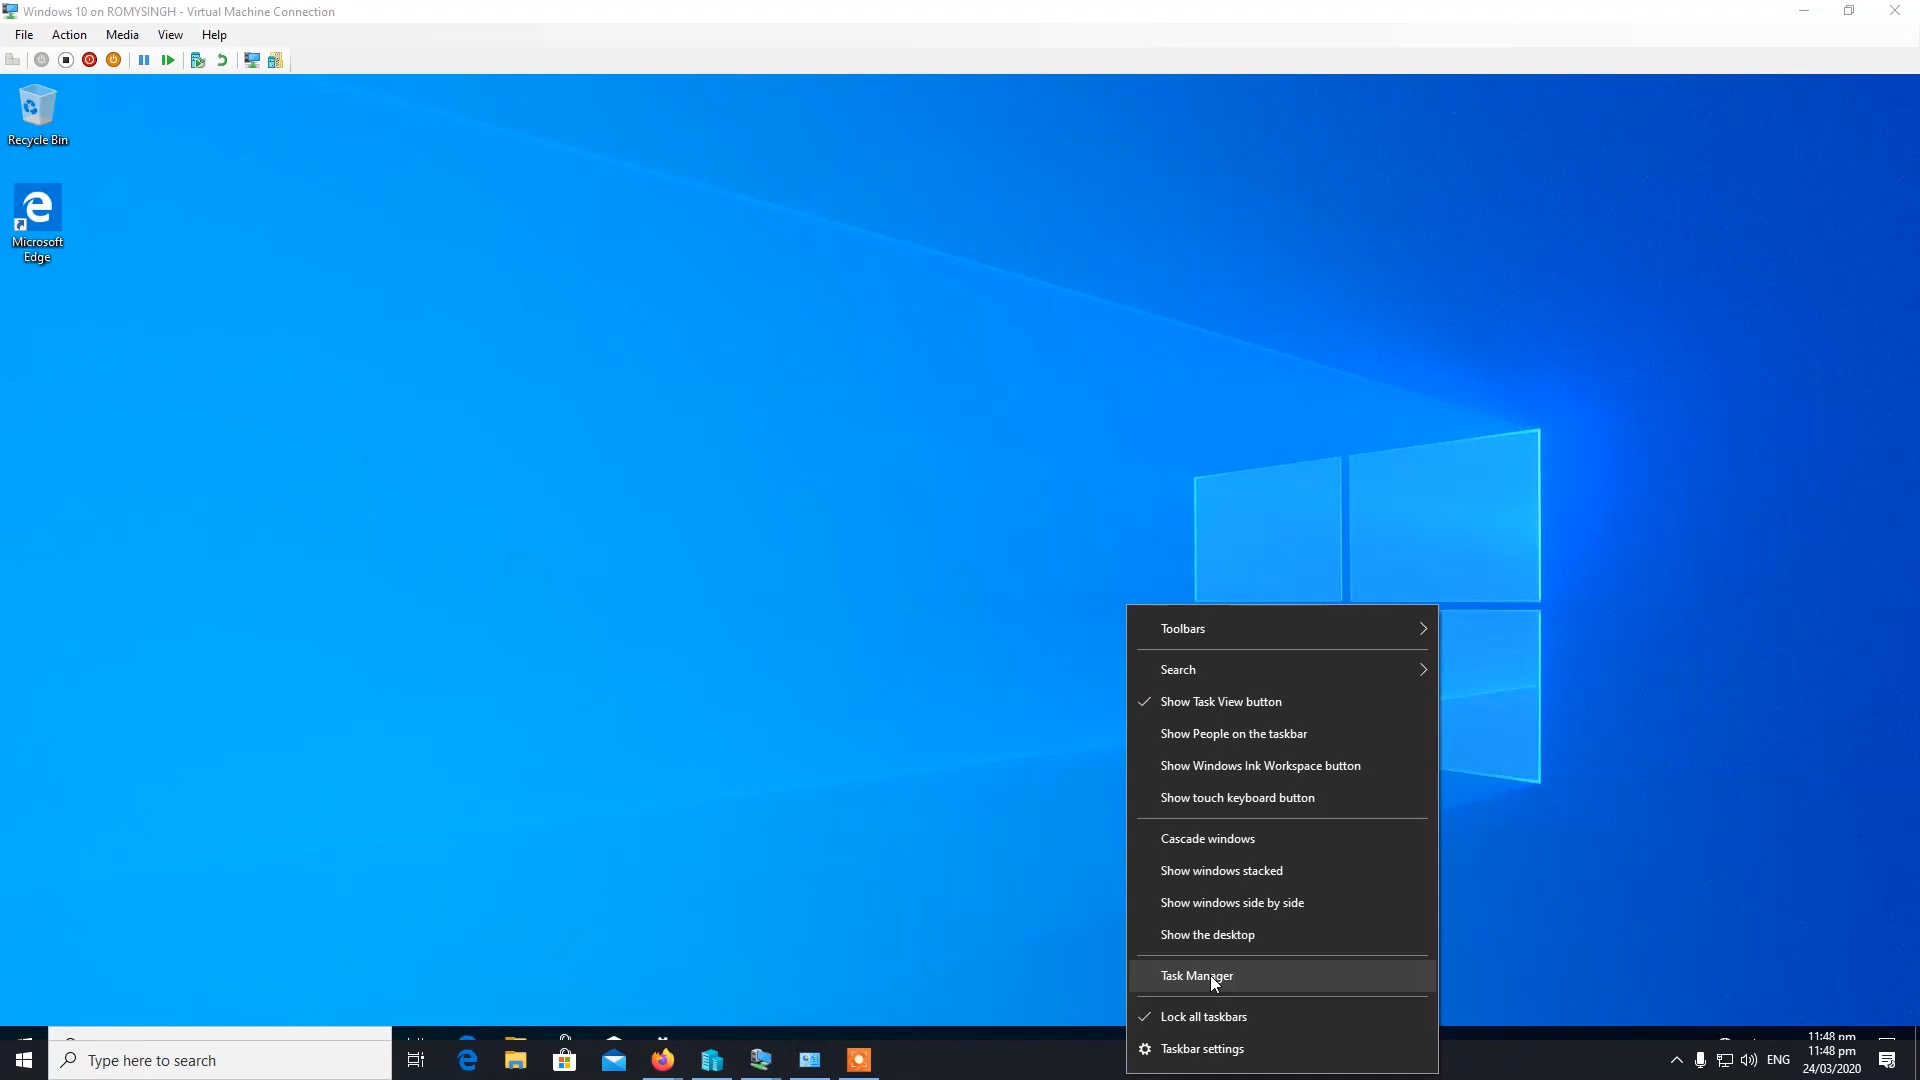 Windows 10 on ROMYSINGH - Virtual Machine Connection
File Action Media View Help
Recycle Bin
Microsoft
Edge
Toolbars
Search
Show Task View button
Show People on the taskbar
Show Windows Ink Workspace button
Show touch keyboard button
Cascade windows
Show windows stacked
Show windows side by side
Show the desktop
Task Manager
Lock all taskbars
Taskbar settings
11:48 pm
Type here to search
ENG
11:48 pm
24/03/2020